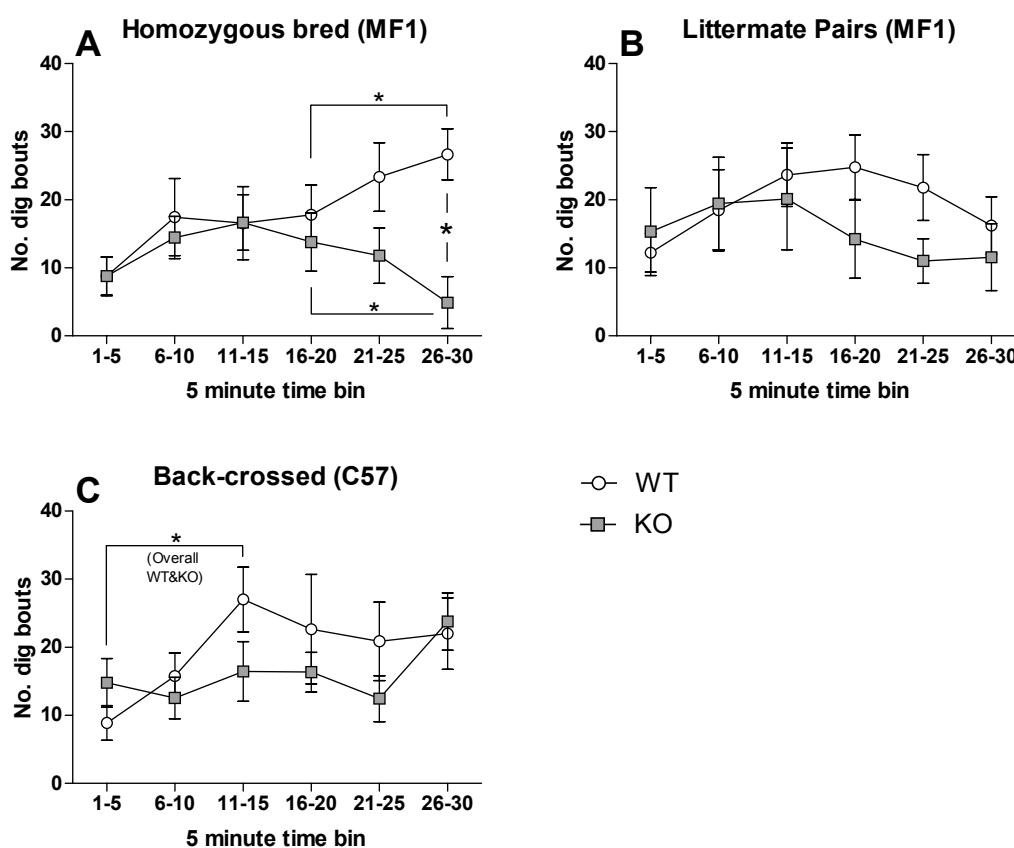 A
Homozygous bred (MF1)
No. dig bouts
40
30
20
10
0
*
*
*
1-5 6-10 11-15 16-20 21-25 26-30
5 minute time bin
B
Littermate Pairs (MF1)
No. dig bouts
40
30
20
10
0
1-5 6-10 11-15 16-20 21-25 26-30
5 minute time bin
C
Back-crossed (C57)
No. dig bouts
40
30
20
10
0
*
(Overall
WT&KO)
1-5 6-10 11-15 16-20 21-25 26-30
5 minute time bin
WT
KO